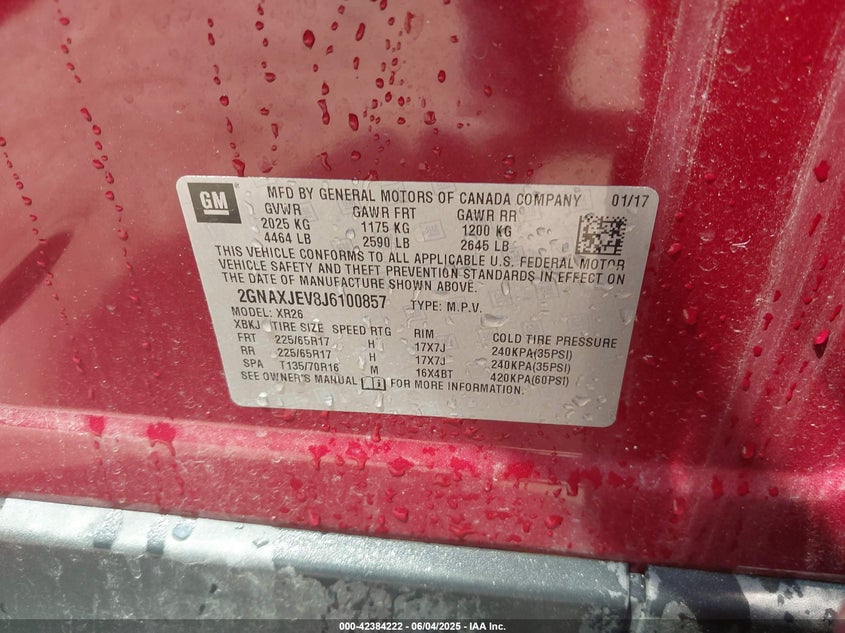 GM
MFD BY GENERAL MOTORS OF CANADA COMPANY 01/17
GVWR GAWR FRT GAWR RR
2025 KG 1175 KG 1200 KG
4464 LB 2590 LB 2645 LB
THIS VEHICLE CONFORMS TO ALL APPLICABLE U.S. FEDERAL MOTOR
VEHICLE SAFETY AND THEFT PREVENTION STANDARDS IN EFFECT ON
THE DATE OF MANUFACTURE SHOWN ABOVE.
2GNAXJEV8J6100857 TYPE: M.P.V.
MODEL: XR26
XBKJ TIRE SIZE SPEED RTG RIM COLD TIRE PRESSURE
FRT 225/65R17 H 17X7J 240KPA(35PSI)
RR 225/65R17 H 17X7J 240KPA(35PSI)
SPA T135/70R16 M 16X4BT 420KPA(60PSI)
SEE OWNER'S MANUAL FOR MORE INFORMATION.
000-42384222 - 06/04/2025 - IAA Inc.